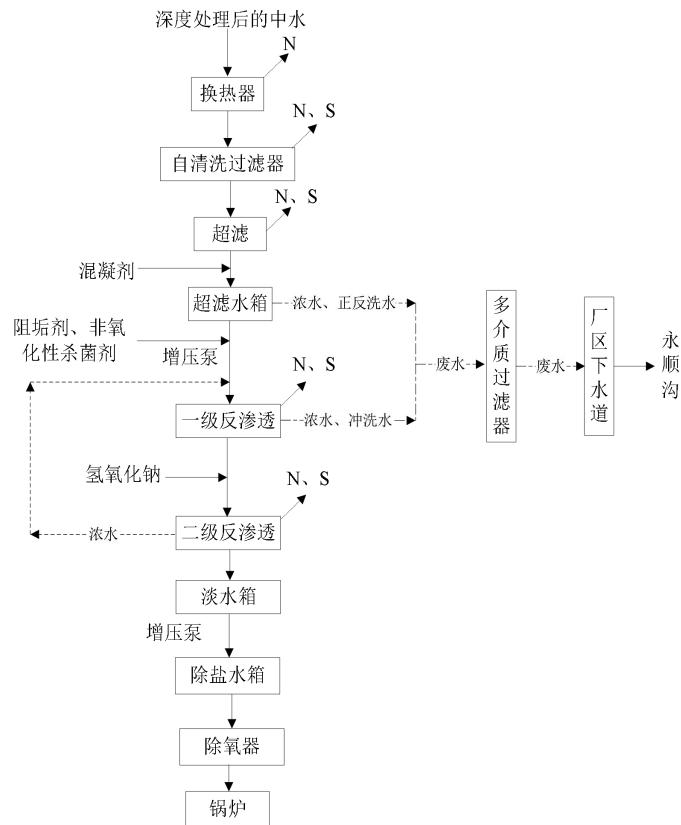 深度处理后的中水
N
换热器
N、S
自清洗过滤器
N、S
超滤
混凝剂
超滤水箱
浓水、正反洗水
阻垢剂、非氧
化性杀菌剂
增压泵
N、S
一级反渗透
浓水、冲洗水
废水
多介质过滤器
废水
厂区下水道
永顺沟
氢氧化钠
N、S
二级反渗透
浓水
淡水箱
增压泵
除盐水箱
除氧器
锅炉